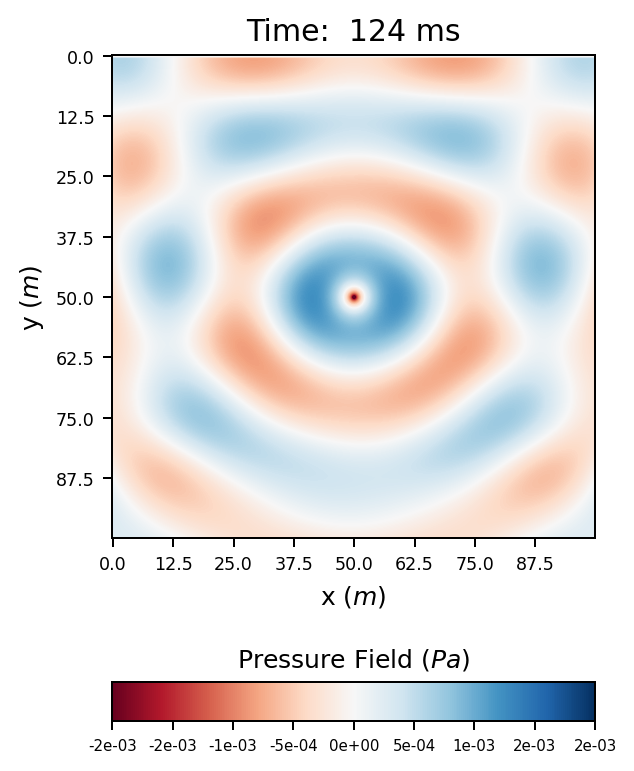 Time:  124 ms
0.0
12.5
25.0
37.5
50.0
62.5
75.0
87.5
y (m)
0.0 12.5 25.0 37.5 50.0 62.5 75.0 87.5
x (m)
Pressure Field (Pa)
-2e-03 -2e-03 -1e-03 -5e-04 0e+00 5e-04 1e-03 2e-03 2e-03